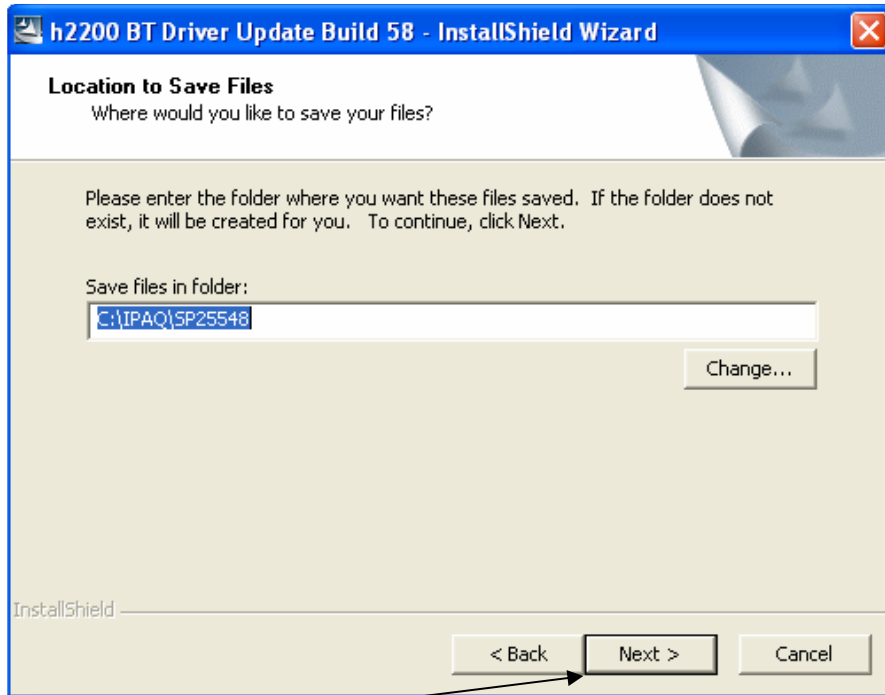 h2200 BT Driver Update Build 58 - InstallShield Wizard
Location to Save Files
Where would you like to save your files?
Please enter the folder where you want these files saved.  If the folder does not
exist, it will be created for you.   To continue, click Next.
Save files in folder:
C:\IPAQ\SP25548
Change...
InstallShield
< Back
Next >
Cancel